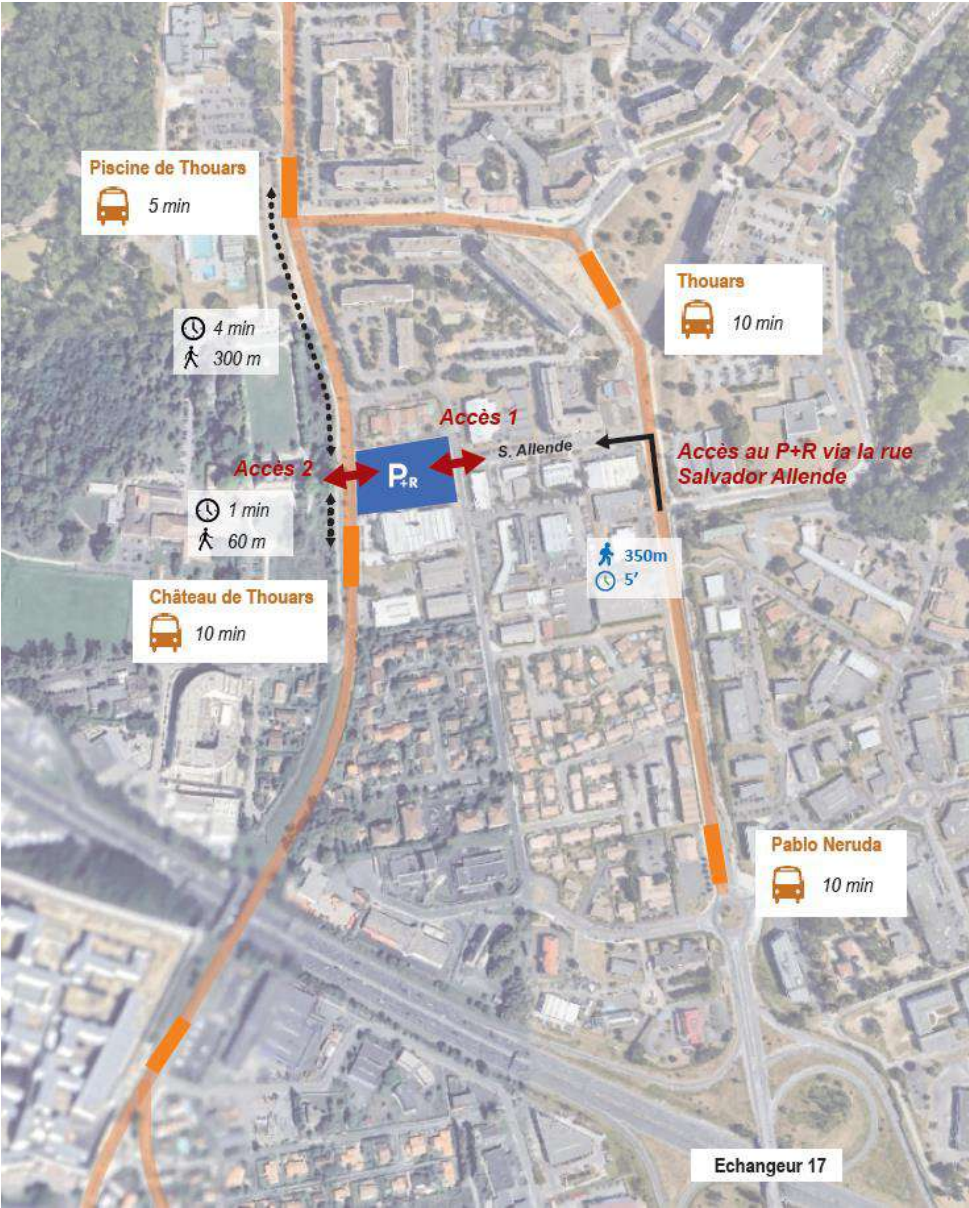 Piscine de Thouars
5 min
Thouars
10 min
4 min
300 m
Accès 1
S. Allende
Accès au P+R via la rue
Salvador Allende
Accès 2
P+R
1 min
60 m
350m
5’
Château de Thouars
10 min
Pablo Neruda
10 min
Echangeur 17